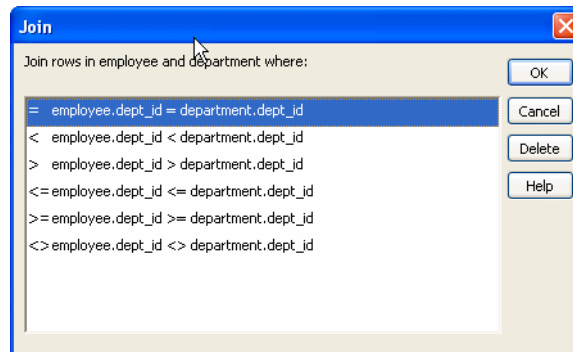 Join
Join rows in employee and department where:
= employee.dept_id = department.dept_id
< employee.dept_id < department.dept_id
> employee.dept_id > department.dept_id
<= employee.dept_id <= department.dept_id
>= employee.dept_id >= department.dept_id
<> employee.dept_id <> department.dept_id
OK
Cancel
Delete
Help